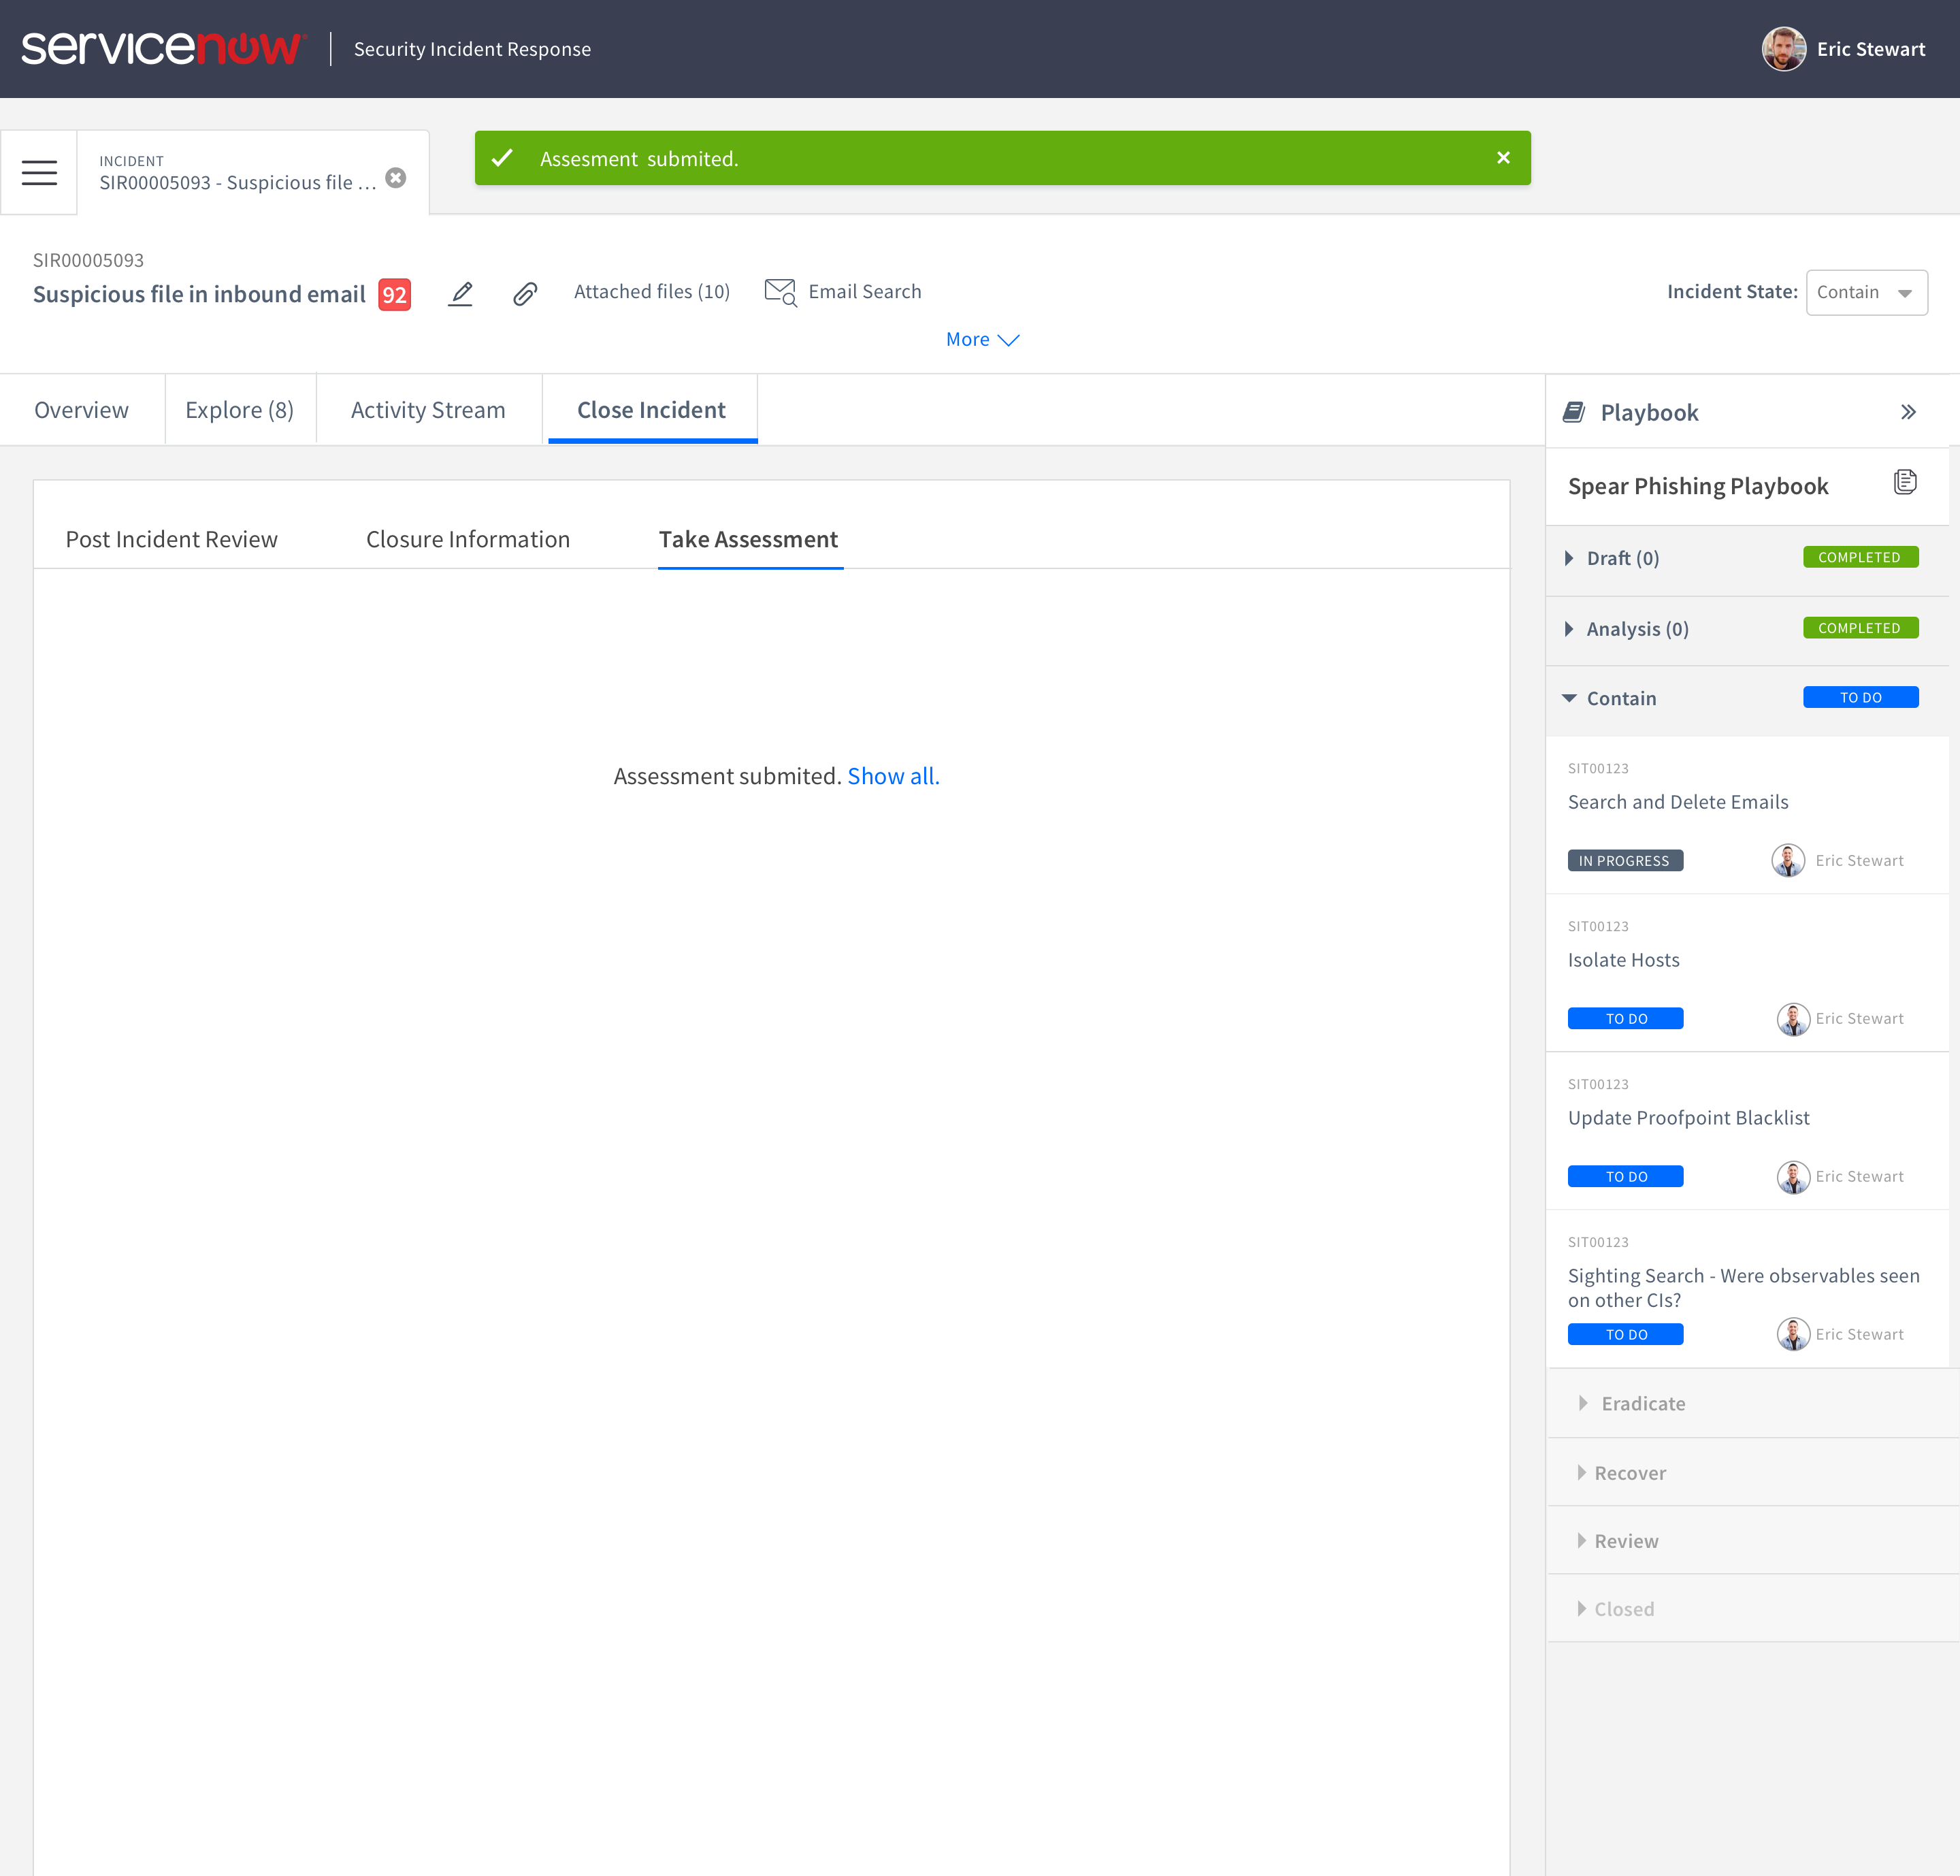 servicenow
Security Incident Response
Eric Stewart
INCIDENT
SIR00005093 - Suspicious file ...
Assesment submited.
SIR00005093
Suspicious file in inbound email 92
Attached files (10)
Email Search
Incident State: Contain
More
Overview
Explore (8)
Activity Stream
Close Incident
Post Incident Review
Closure Information
Take Assessment
Assessment submited. Show all.
Playbook
Spear Phishing Playbook
Draft (0) COMPLETED
Analysis (0) COMPLETED
Contain TO DO
SIT00123
Search and Delete Emails
IN PROGRESS Eric Stewart
SIT00123
Isolate Hosts
TO DO Eric Stewart
SIT00123
Update Proofpoint Blacklist
TO DO Eric Stewart
SIT00123
Sighting Search - Were observables seen
on other CIs?
TO DO Eric Stewart
Eradicate
Recover
Review
Closed